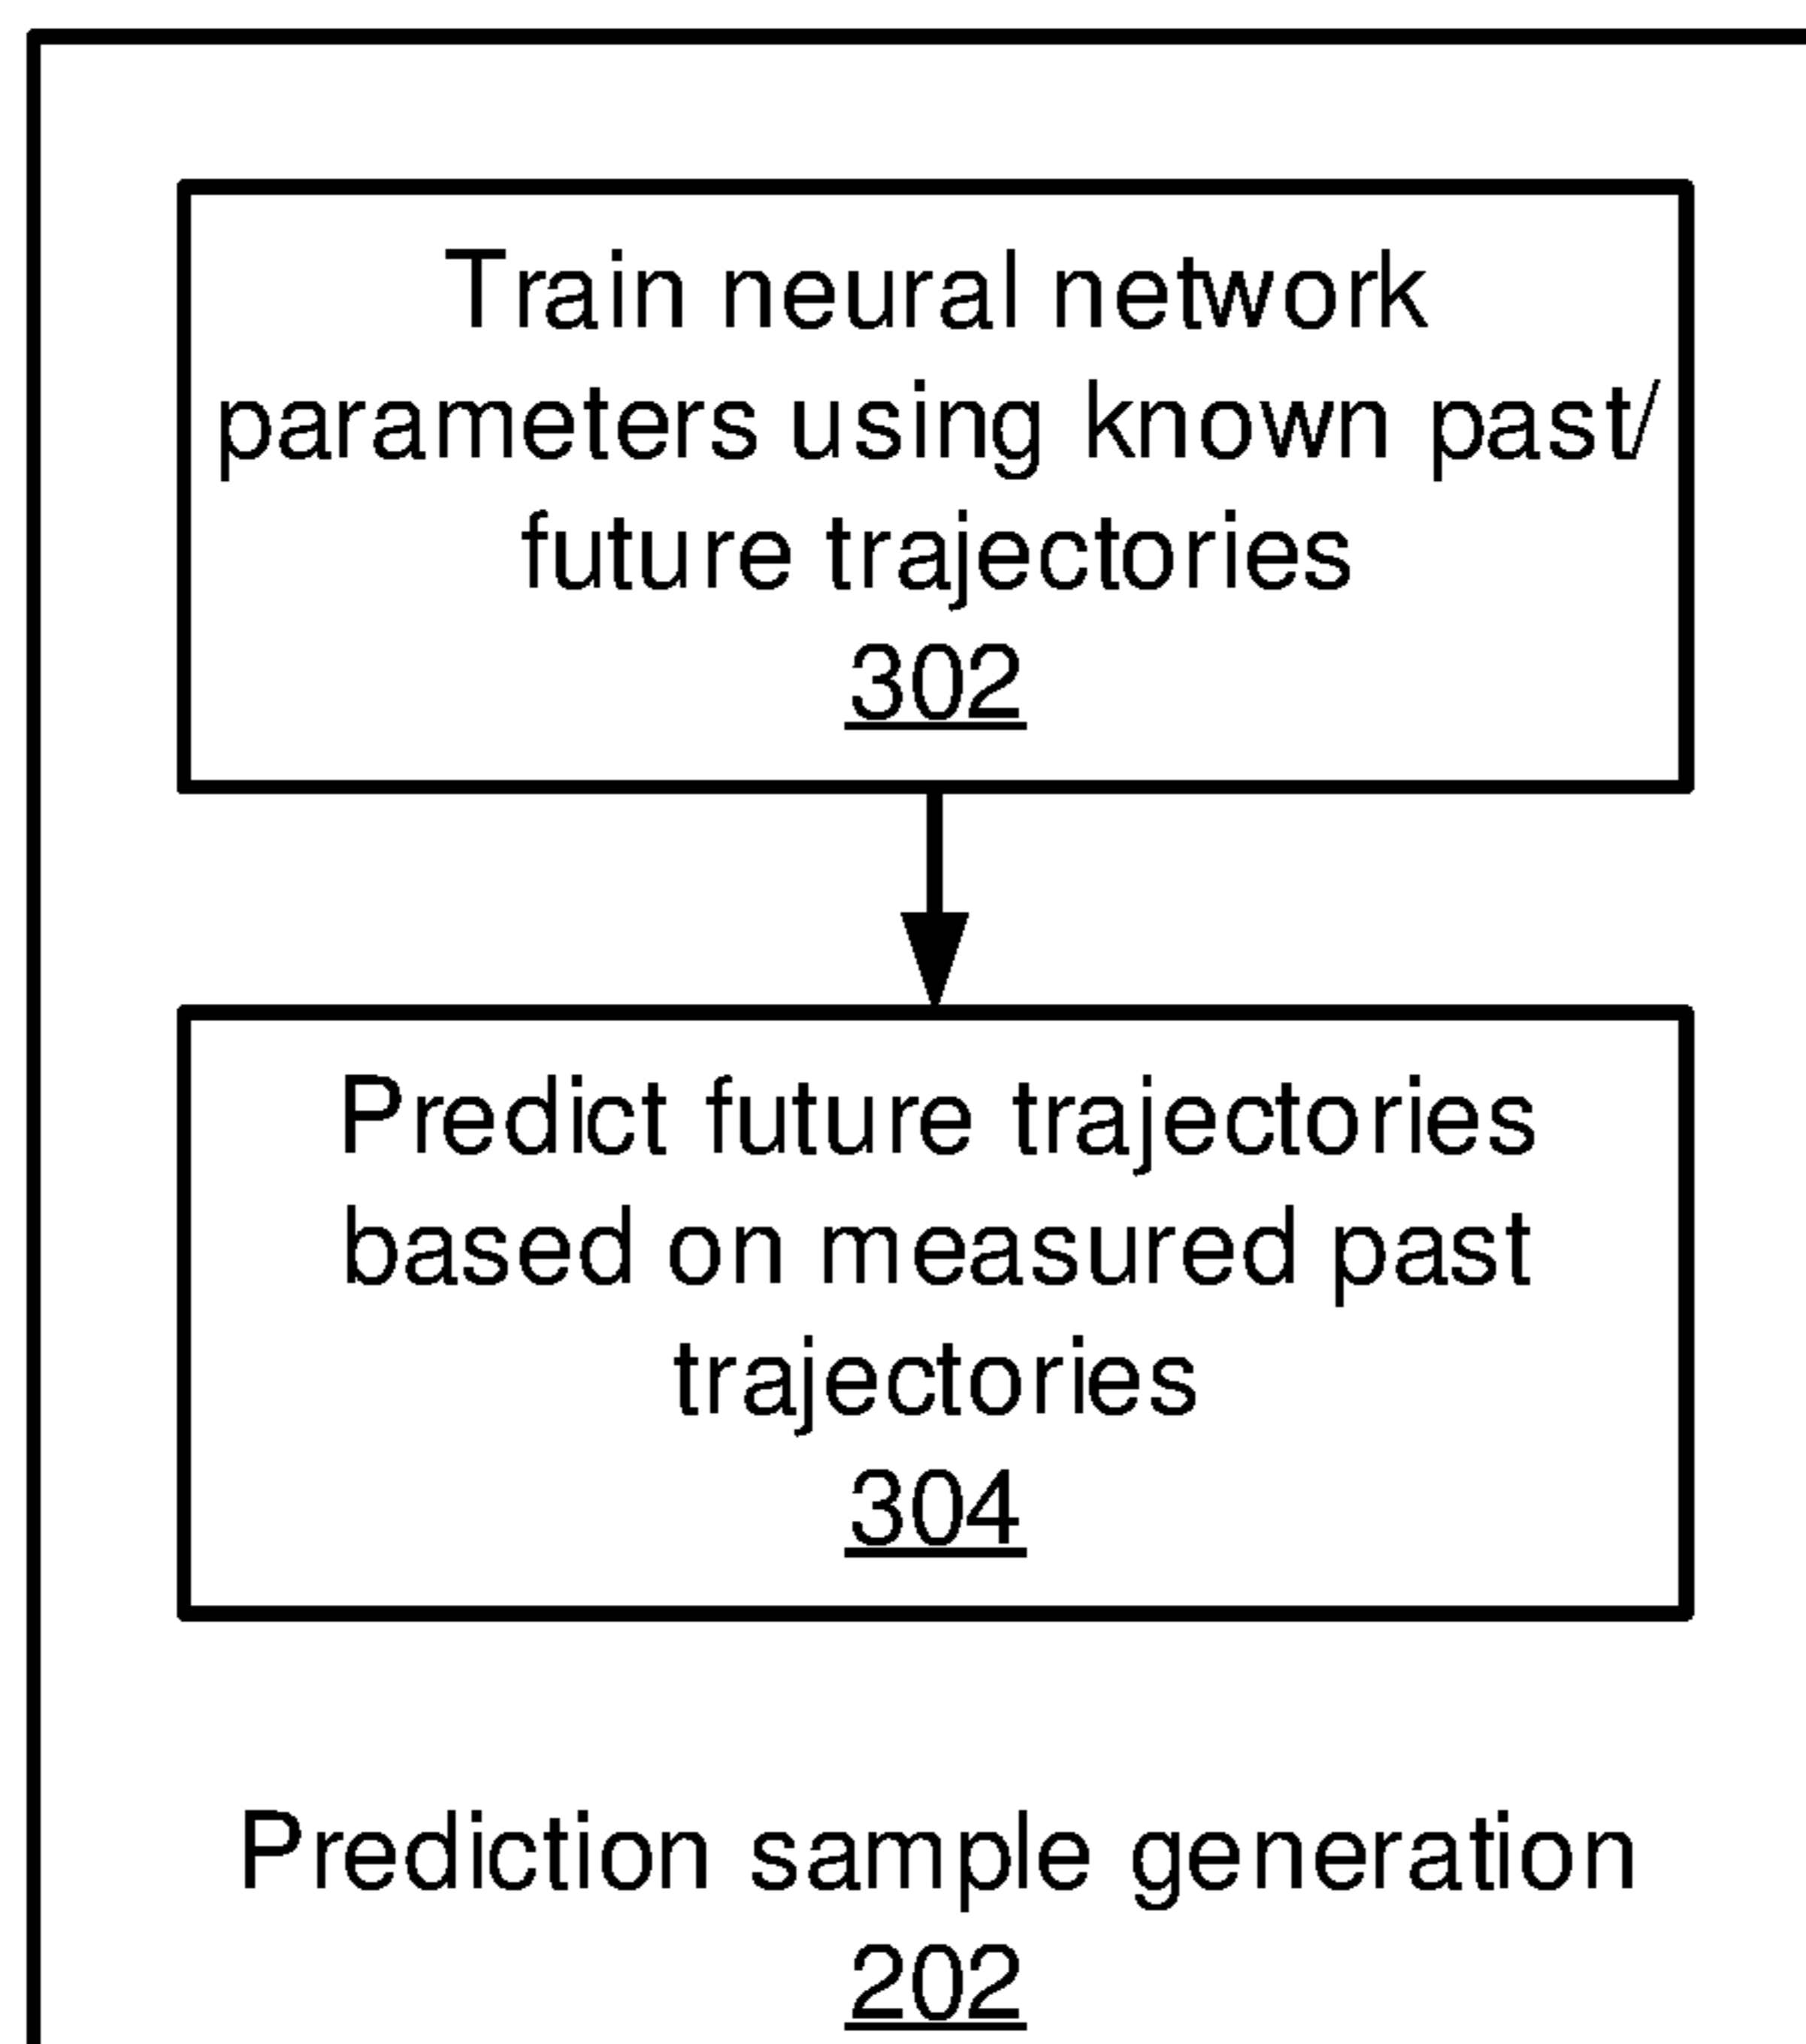 Train neural network
parameters using known past/
future trajectories
302
Predict future trajectories
based on measured past
trajectories
304
Prediction sample generation
202